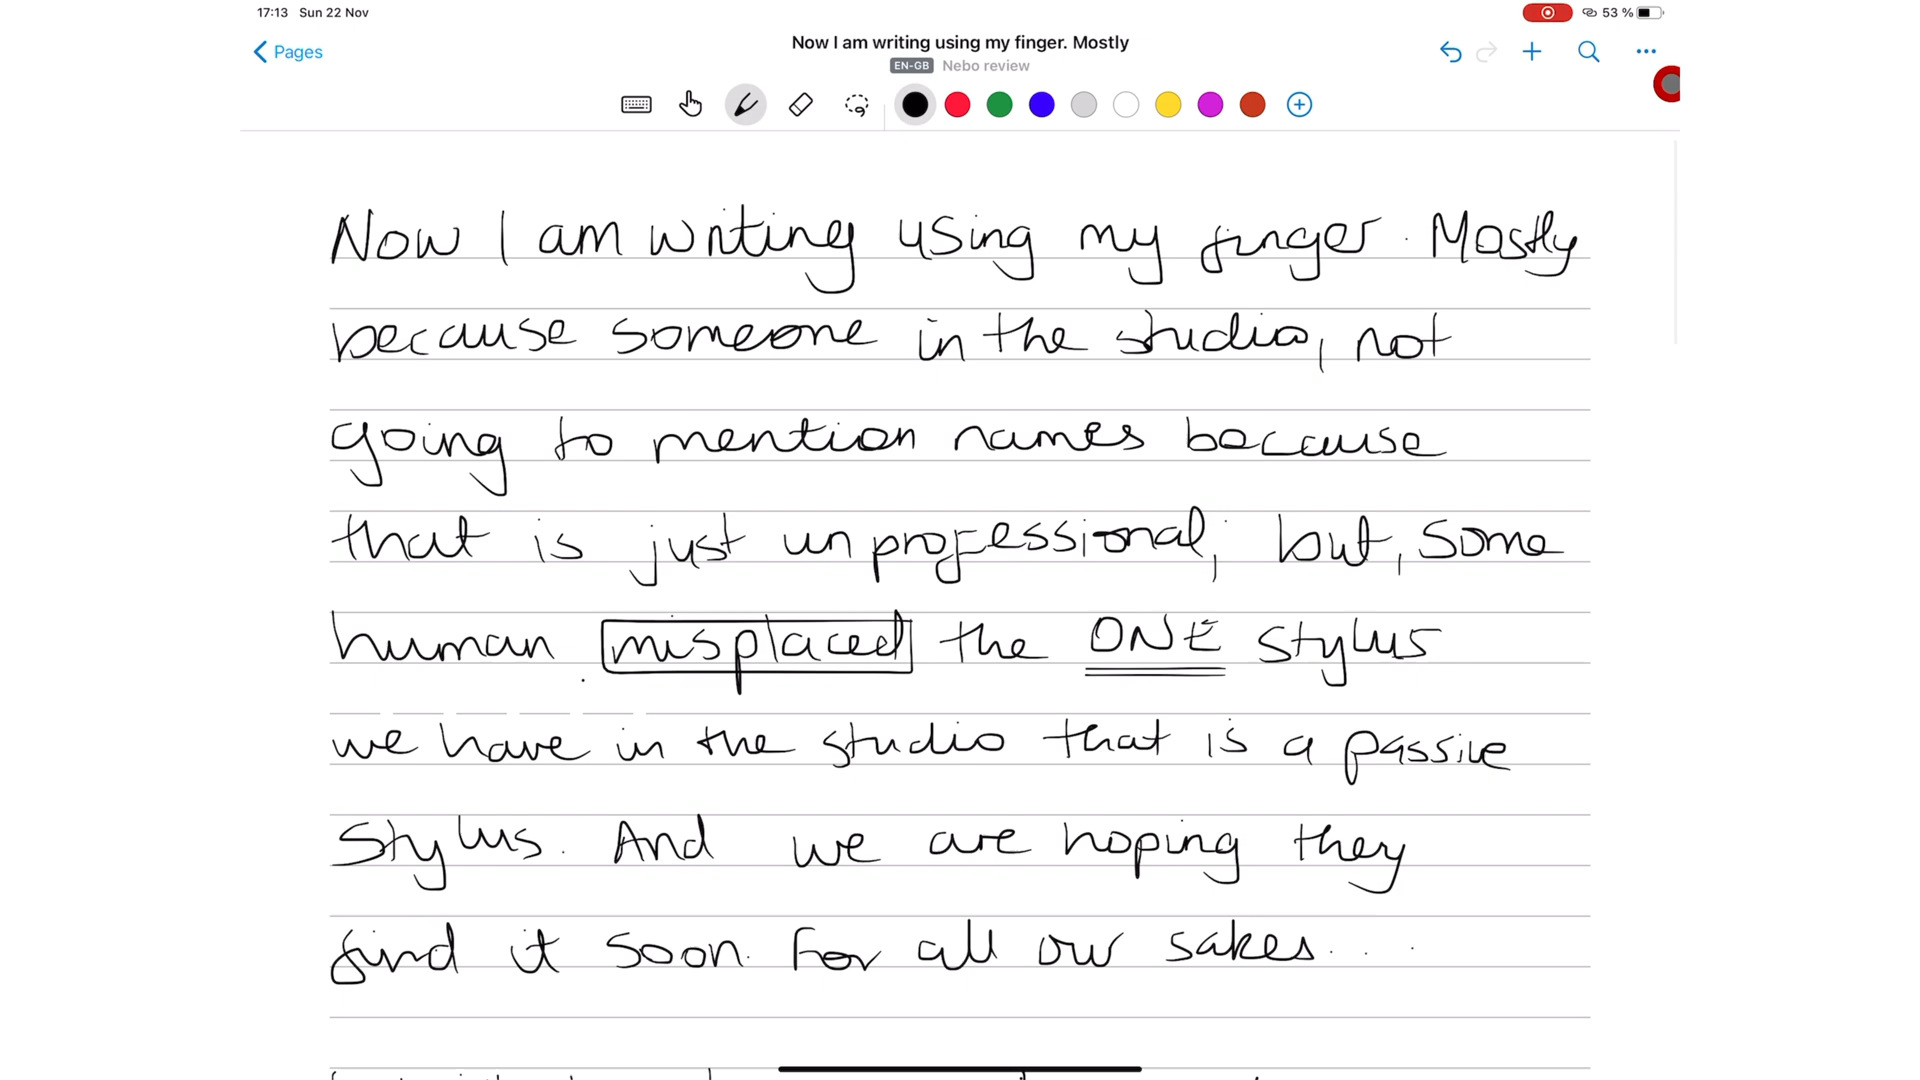 17:13 Sun 22 Nov 53 %
Pages Now I am writing using my finger. Mostly
EN-GB Nebo review
Now I am writing using my finger. Mostly
because someone in the studio, not
going to mention names because
that is just unprofessional; but, some
human misplaced the ONE stylus
we have in the studio that is a passive
Stylus. And we are hoping they
find it soon. For all our sakes...